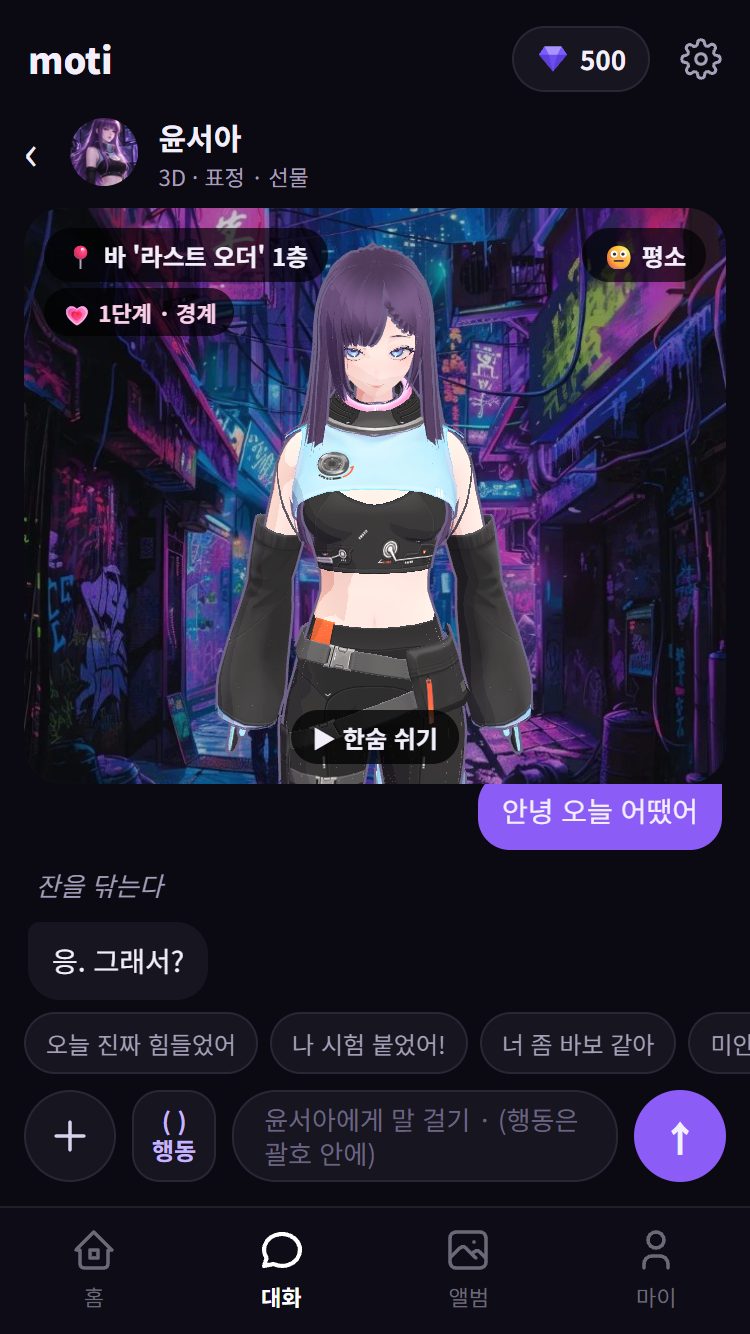 moti
500
윤서아
3D · 표정 · 선물
바 '라스트 오더' 1층
평소
1단계 · 경계
▶ 한숨 쉬기
안녕 오늘 어땠어
잔을 닦는다
응. 그래서?
오늘 진짜 힘들었어
나 시험 붙었어!
너 좀 바보 같아
미안
( )
행동
윤서아에게 말 걸기 · (행동은
괄호 안에)
홈
대화
앨범
마이